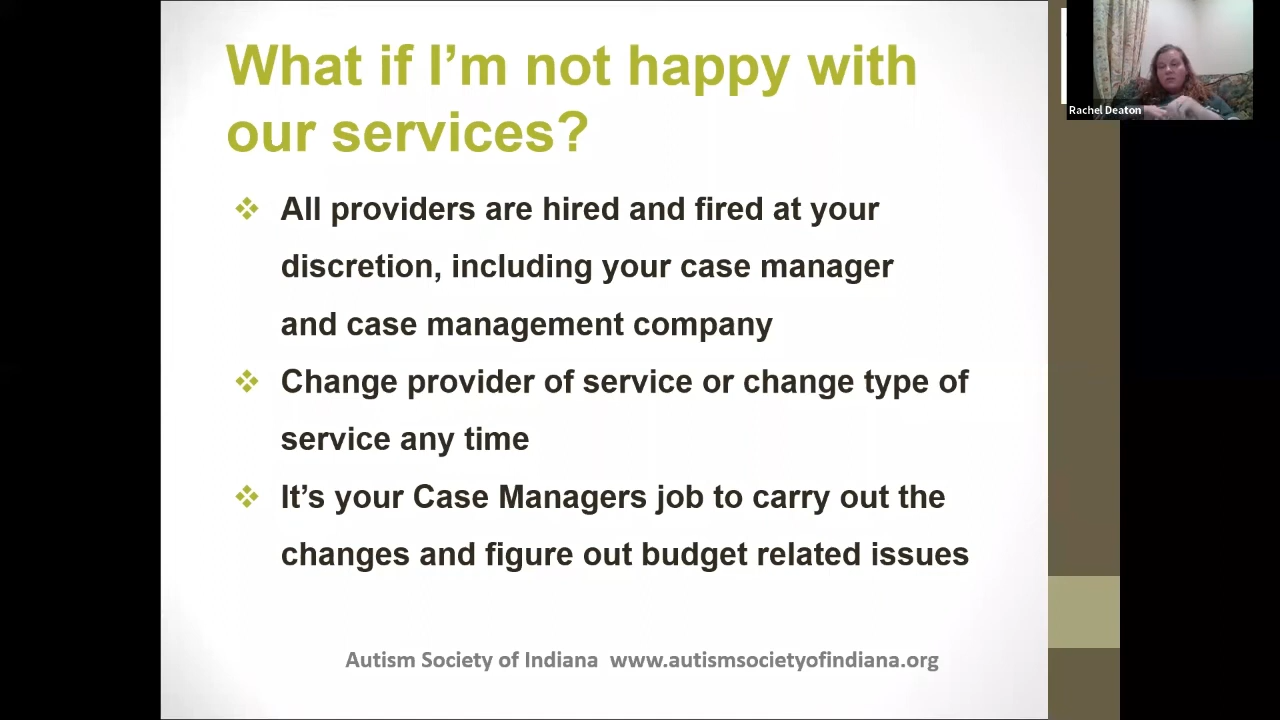 What if I'm not happy with
our services?
Rachel Deaton
❖ All providers are hired and fired at your
discretion, including your case manager
and case management company
❖ Change provider of service or change type of
service any time
❖ It's your Case Managers job to carry out the
changes and figure out budget related issues
Autism Society of Indiana www.autismsocietyofindiana.org